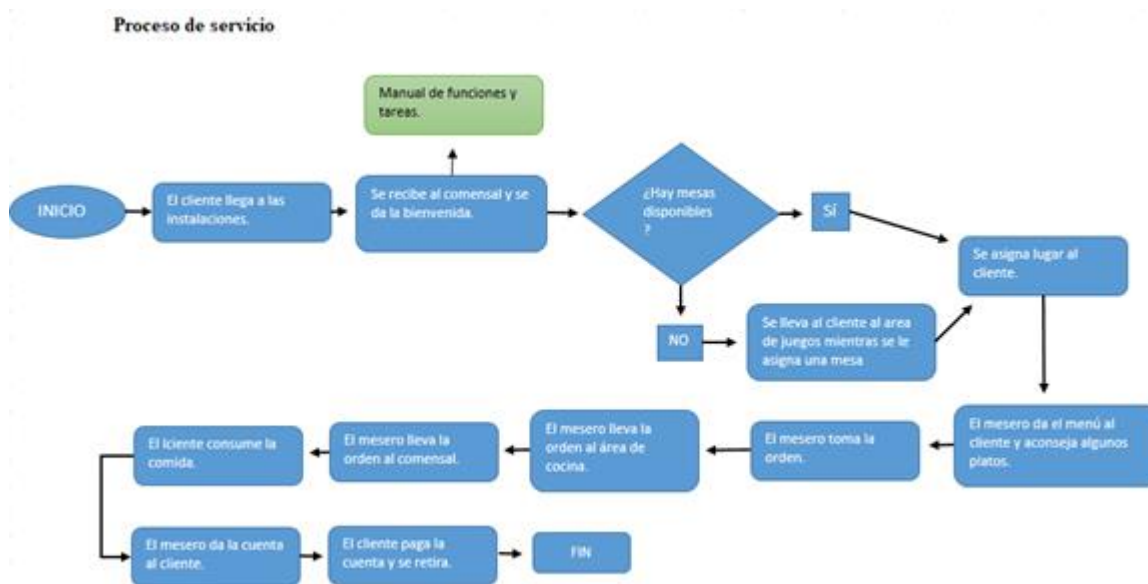 Proceso de servicio
Manual de funciones y
tareas.
INICIO
El cliente llega a las
instalaciones.
Se recibe al comensal y se
da la bienvenida.
¿Hay mesas
disponibles
?
SÍ
Se asigna lugar al
cliente.
NO
Se lleva al cliente al area
de juegos mientras se le
asigna una mesa
El mesero da el menú al
cliente y aconseja algunos
platos.
El mesero toma la
orden.
El mesero lleva la
orden al área de
cocina.
El mesero lleva la
orden al comensal.
El lciente consume la
comida.
El mesero da la cuenta
al cliente.
El cliente paga la
cuenta y se retira.
FIN